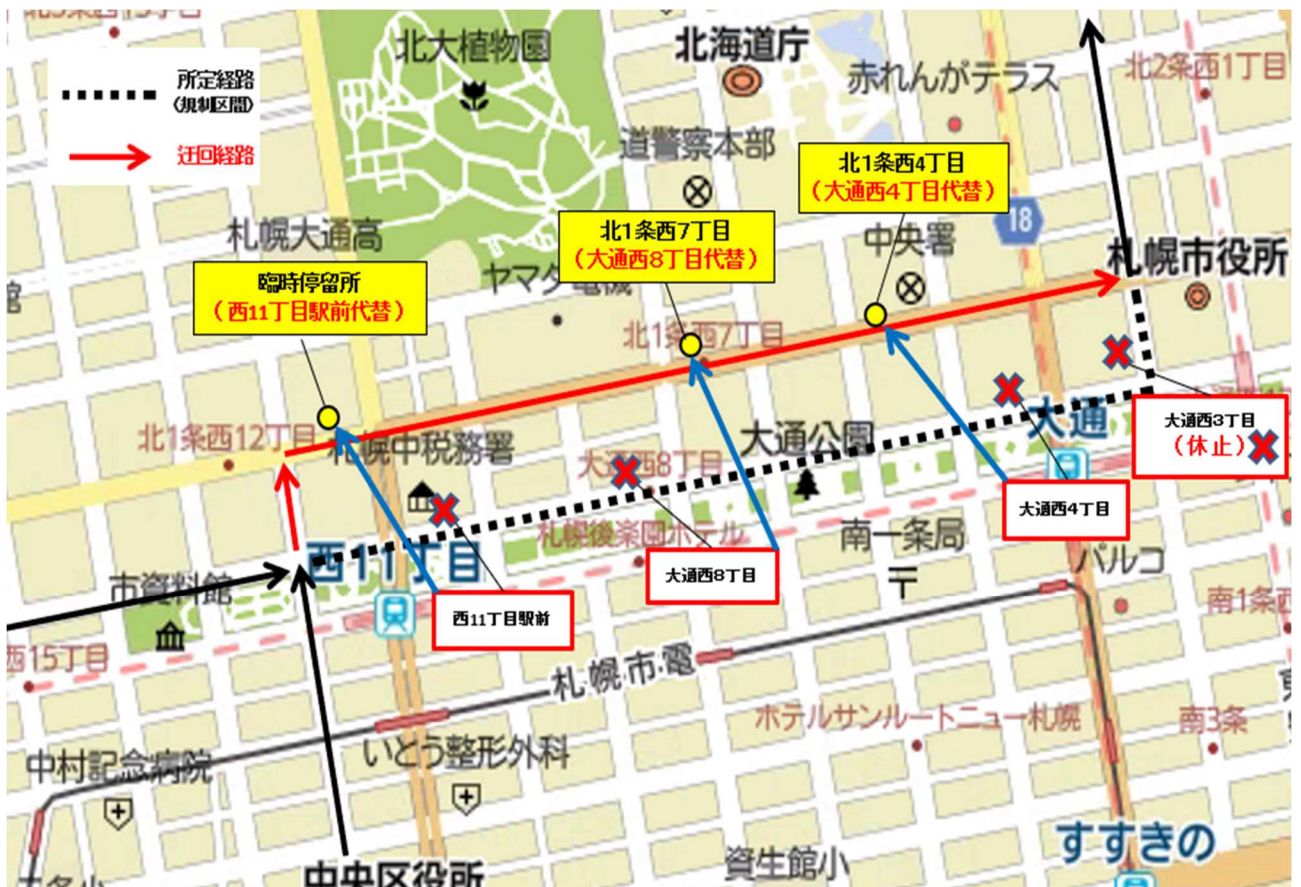 北大植物園
北海道庁
赤れんがテラス
北2条西1丁目
所定経路
(規制区間)
迂回経路
道警察本部
北1条西4丁目
(大通西4丁目代替)
18
札幌大通高
北1条西7丁目
(大通西8丁目代替)
中央署
札幌市役所
臨時停留所
(西11丁目駅前代替)
ヤマダ電機
北1条西7丁目
北1条西12丁目
札幌中税務署
大通西8丁目
大通公園
大通
大通西3丁目
(休止)
大通西4丁目
西11丁目
札幌後楽園ホテル
大通西8丁目
南一条局
パルコ
市資料館
西11丁目駅前
南1条西
西15丁目
札幌市電
ホテルサンルートニュー札幌
南3条
中村記念病院
いとう整形外科
すすきの
中央区役所
資生館小